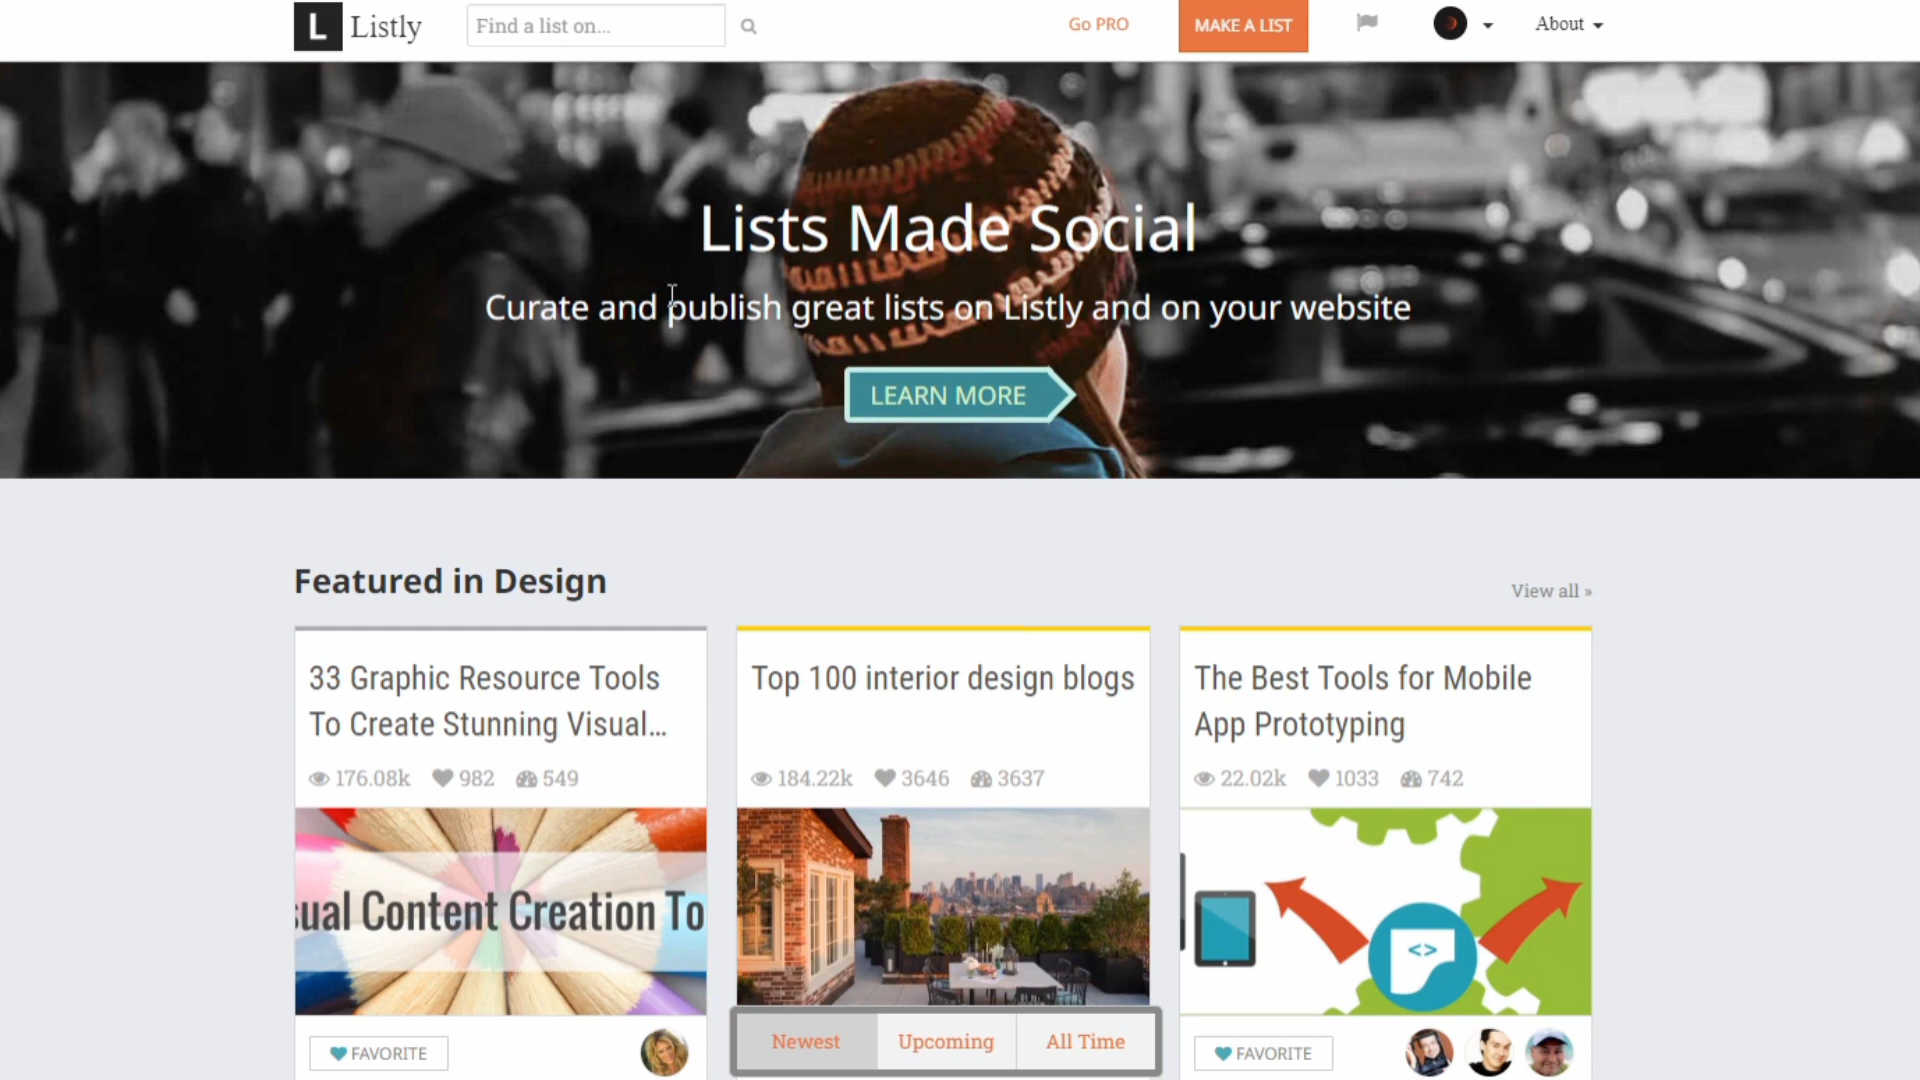 L Listly
Find a list on...
Go PRO
MAKE A LIST
About
Lists Made Social
Curate and publish great lists on Listly and on your website
LEARN MORE
Featured in Design
View all »
33 Graphic Resource Tools
To Create Stunning Visual...
176.08k 982 549
Top 100 interior design blogs
184.22k 3646 3637
The Best Tools for Mobile
App Prototyping
22.02k 1033 742
sual Content Creation To
<>
FAVORITE
Newest
Upcoming
All Time
FAVORITE